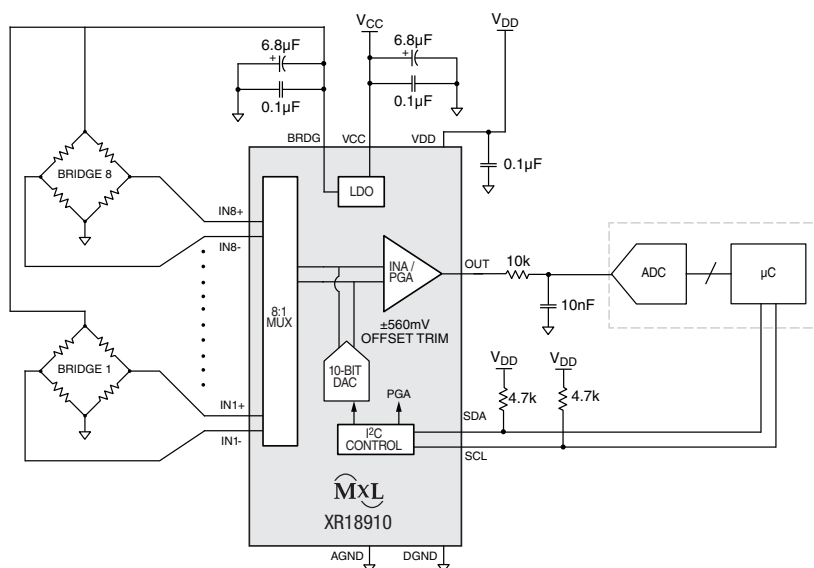 V_CC
V_DD
6.8µF
+
6.8µF
+
0.1µF
0.1µF
BRDG
VCC
VDD
0.1µF
BRIDGE 8
LDO
IN8+
IN8-
8:1
MUX
INA /
PGA
OUT
10k
ADC
µC
10nF
±560mV
OFFSET TRIM
BRIDGE 1
10-BIT
DAC
PGA
V_DD
V_DD
4.7k
4.7k
IN1+
IN1-
SDA
I²C
CONTROL
SCL
MxL
XR18910
AGND
DGND